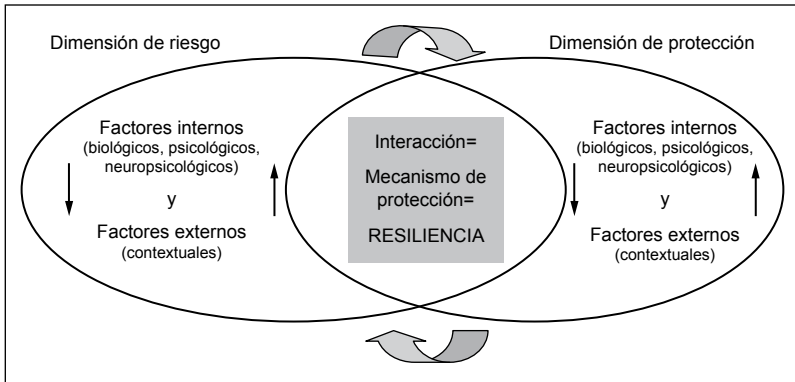 Dimensión de riesgo
Dimensión de protección
Factores internos
(biológicos, psicológicos,
neuropsicológicos)
y
Factores externos
(contextuales)
Interacción=
Mecanismo de
protección=
RESILIENCIA
Factores internos
(biológicos, psicológicos,
neuropsicológicos)
y
Factores externos
(contextuales)